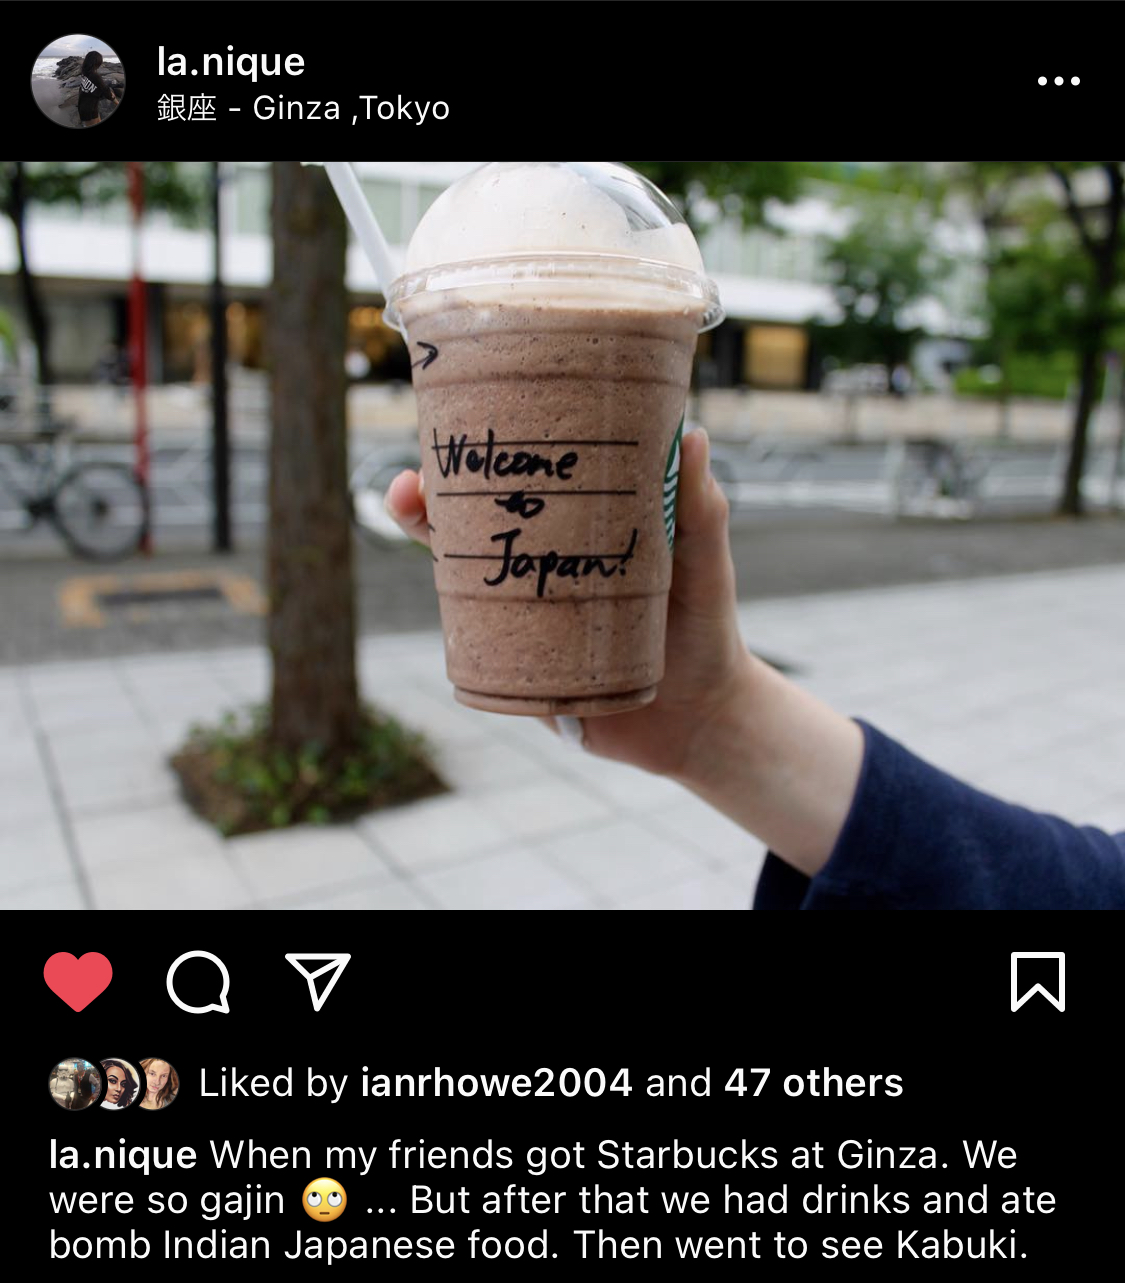 la.nique
銀座 - Ginza ,Tokyo
Welcome
to
Japan!
Liked by ianrhowe2004 and 47 others
la.nique When my friends got Starbucks at Ginza. We
were so gajin 🙄 ... But after that we had drinks and ate
bomb Indian Japanese food. Then went to see Kabuki.